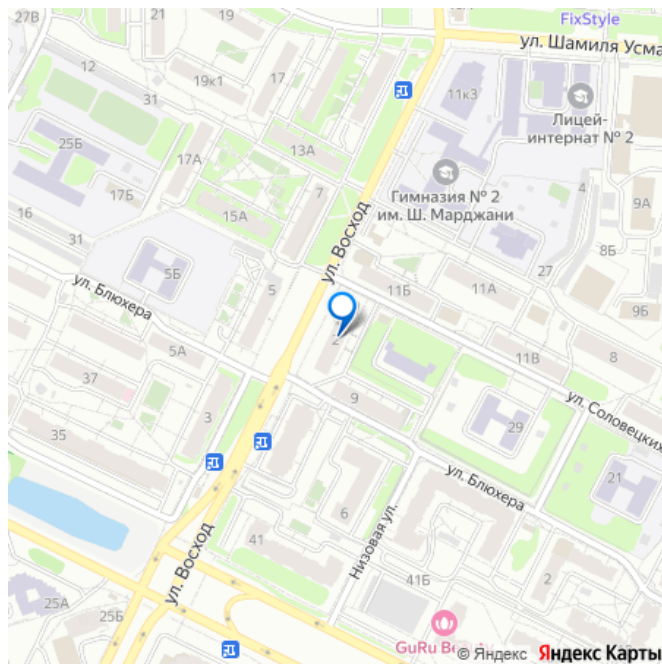 27В
FixStyle
ул. Шамиля Усма
12
19к1
17
11к3
31
Лицей-
интернат № 2
25Б
17А
13А
17Б
7
Гимназия № 2
им. Ш. Марджани
4
9А
16
15А
31
ул. Восход
8Б
5Б
27
5
11Б
11А
9Б
ул. Блюхера
2
5А
11В
8
37
9
ул. Соловецких
3
29
35
ул. Блюхера
21
6
41
Низовая ул.
ул. Восход
41Б
2
25А
25Б
GuRu Beauty
© Яндекс Яндекс Карты